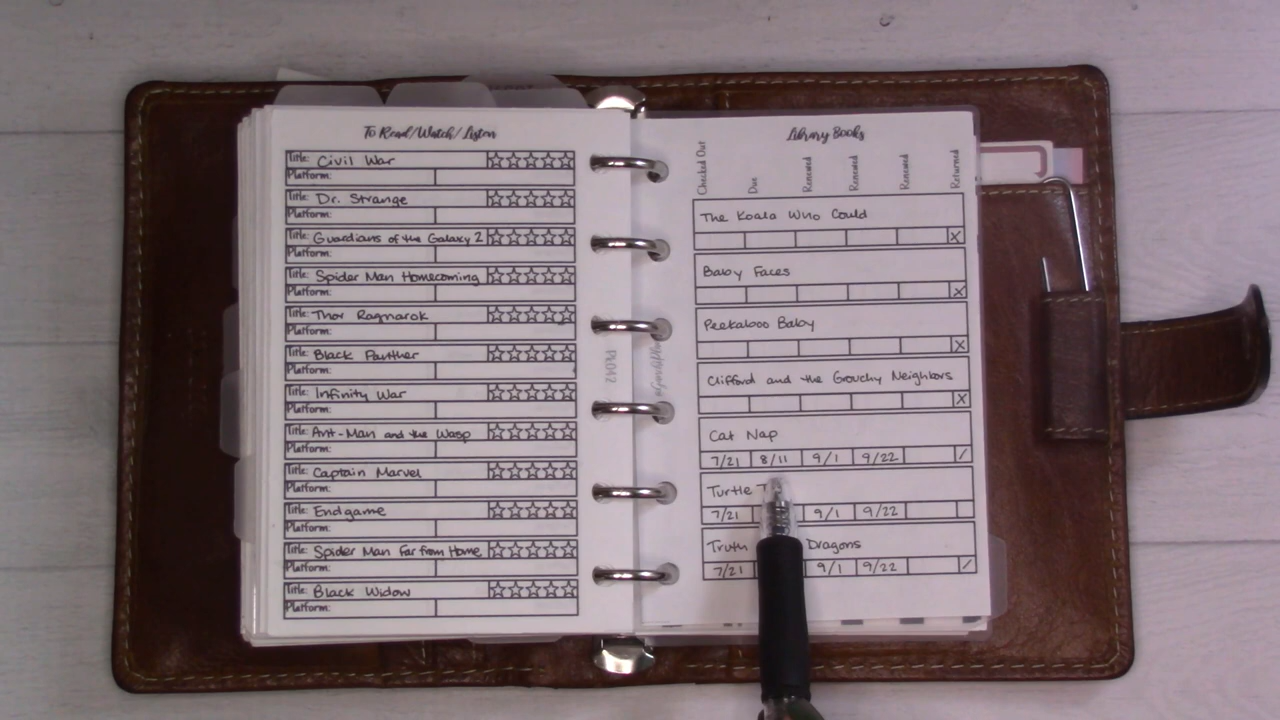 To Read/Watch/Listen
Title: Civil War
Platform:
Title: Dr. Strange
Platform:
Title: Guardians of the Galaxy 2
Platform:
Title: Spider Man Homecoming
Platform:
Title: Thor Ragnarok
Platform:
Title: Black Panther
Platform:
Title: Infinity War
Platform:
Title: Ant-Man and the Wasp
Platform:
Title: Captain Marvel
Platform:
Title: Endgame
Platform:
Title: Spider Man Far from Home
Platform:
Title: Black Widow
Platform:
PK042
Library Books
Checked Out Due Renewed Renewed Renewed Returned
The Koala Who Could
X
Baby Faces
X
Peekaboo Baby
X
Clifford and the Grouchy Neighbors
X
Cat Nap
7/21 8/11 9/1 9/22 /
Turtle
7/21 9/1 9/22
Truth Dragons
7/21 9/1 9/22 /